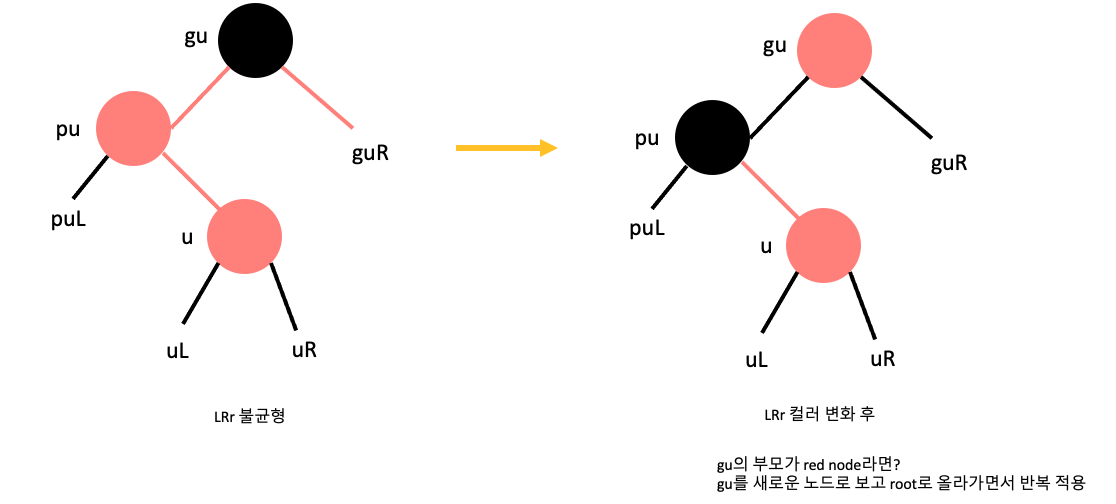 gu
pu
guR
puL
u
uL
uR
LRr 불균형
gu
pu
guR
puL
u
uL
uR
LRr 컬러 변화 후
gu의 부모가 red node라면?
gu를 새로운 노드로 보고 root로 올라가면서 반복 적용